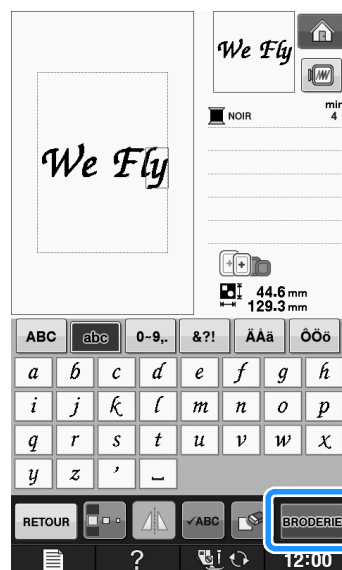 We Fly
We Fly
min
NOIR 4
44.6 mm
129.3 mm
ABC abc 0~9,. &?! ÄÅä ÔÖö
a b c d e f g h
i j k l m n o p
q r s t u v w x
y z ’ ⎵
RETOUR ✓ABC BRODERIE
? 12:00